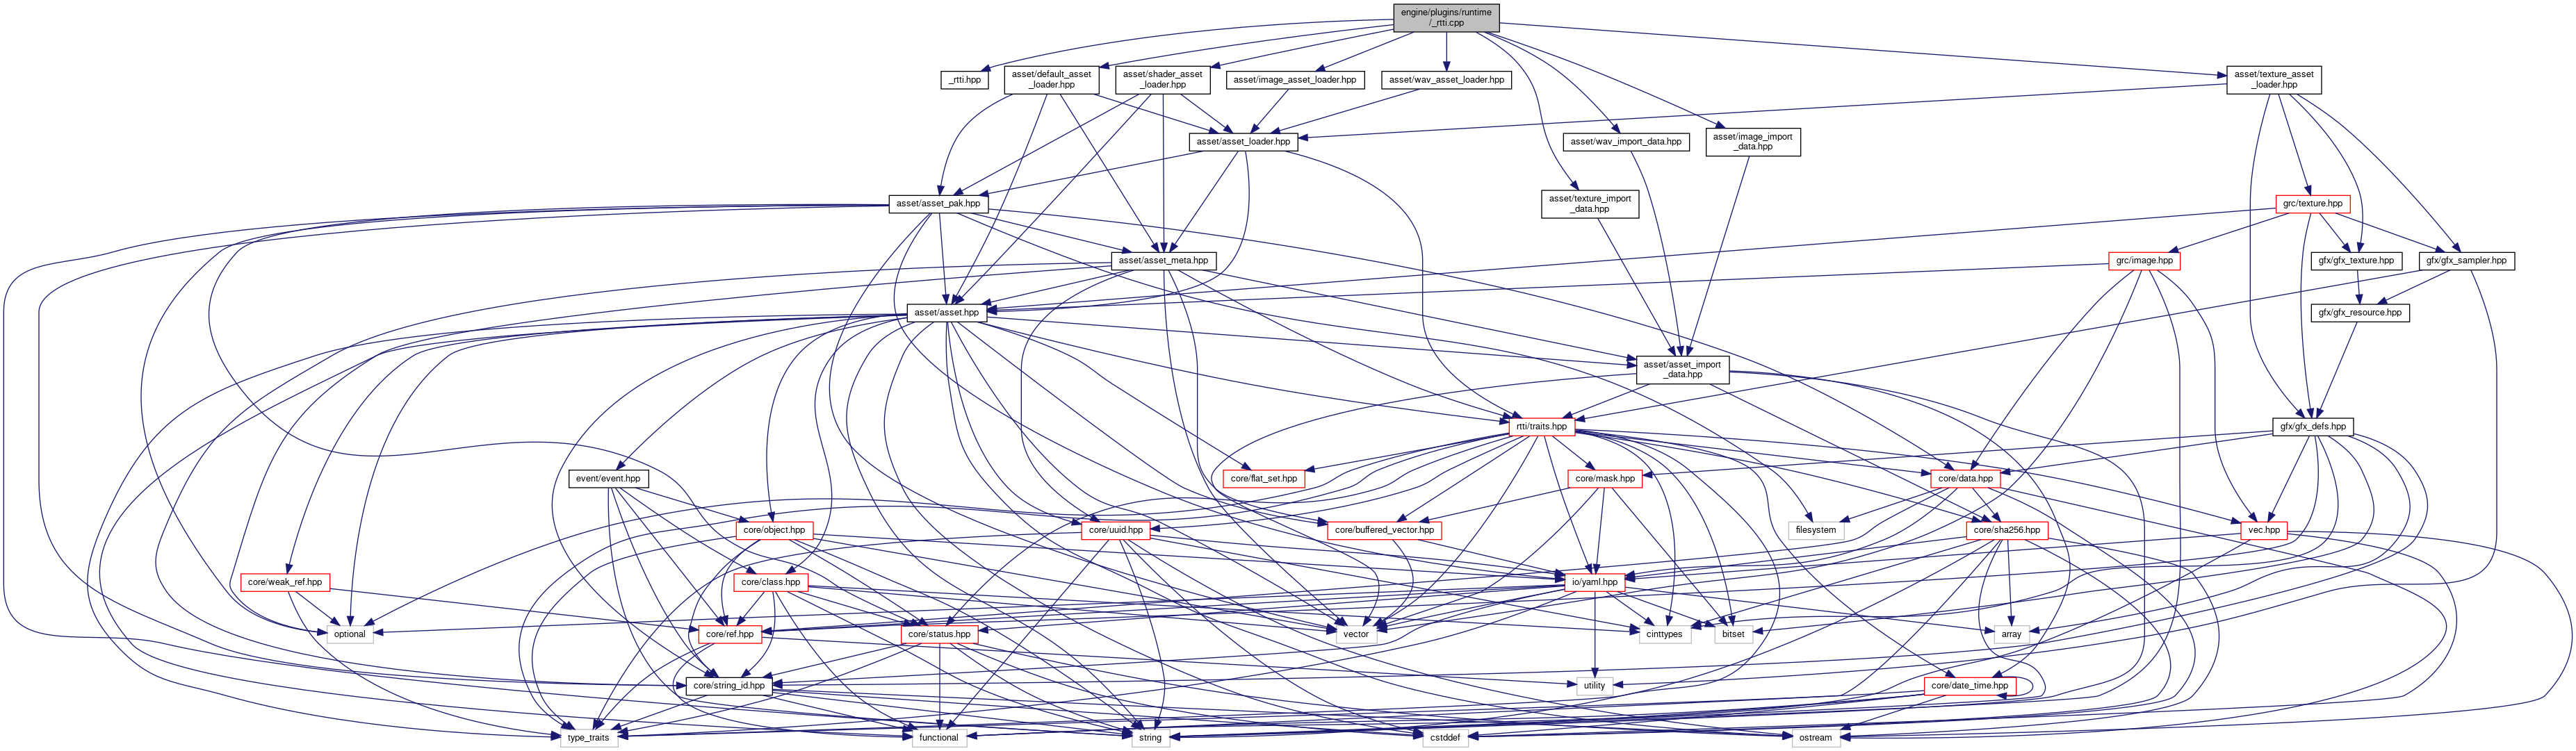 engine/plugins/runtime
/_rtti.cpp
_rtti.hpp
asset/default_asset
_loader.hpp
asset/shader_asset
_loader.hpp
asset/image_asset_loader.hpp
asset/wav_asset_loader.hpp
asset/texture_asset
_loader.hpp
asset/asset_loader.hpp
asset/wav_import_data.hpp
asset/image_import
_data.hpp
asset/asset_pak.hpp
asset/texture_import
_data.hpp
grc/texture.hpp
asset/asset_meta.hpp
grc/image.hpp
gfx/gfx_texture.hpp
gfx/gfx_sampler.hpp
asset/asset.hpp
gfx/gfx_resource.hpp
asset/asset_import
_data.hpp
rtti/traits.hpp
gfx/gfx_defs.hpp
event/event.hpp
core/flat_set.hpp
core/mask.hpp
core/data.hpp
core/object.hpp
core/uuid.hpp
core/buffered_vector.hpp
filesystem
core/sha256.hpp
vec.hpp
core/weak_ref.hpp
core/class.hpp
io/yaml.hpp
optional
core/ref.hpp
core/status.hpp
vector
cinttypes
bitset
array
core/string_id.hpp
utility
core/date_time.hpp
type_traits
functional
string
cstddef
ostream